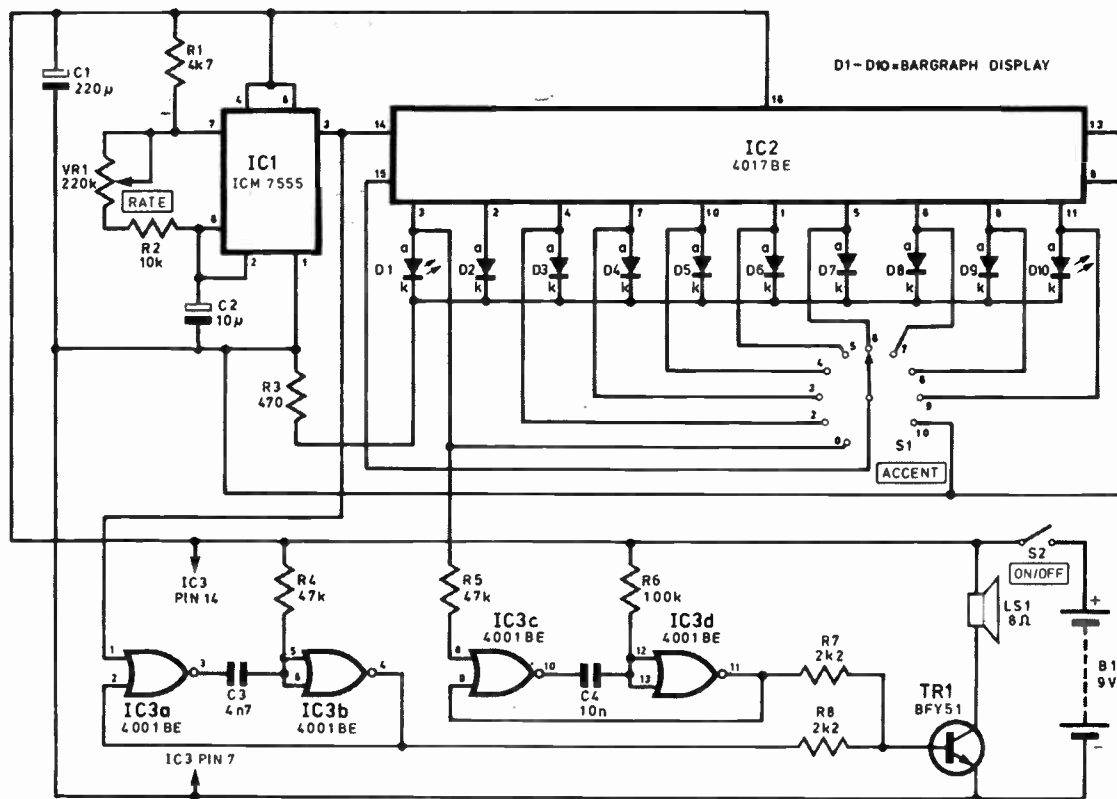 C1
220µ
R1
4k7
D1-D10=BARGRAPH DISPLAY
4
8
16
7
3
14
13
IC1
ICM 7555
IC2
4017BE
VR1
220k
RATE
15
8
6
R2
10k
2
1
3
2
4
7
10
1
5
6
9
11
a
a
a
a
a
a
a
a
a
a
D1
D2
D3
D4
D5
D6
D7
D8
D9
D10
k
k
k
k
k
k
k
k
k
k
C2
10µ
5
6
7
4
8
R3
470
3
9
2
10
0
S1
ACCENT
IC3
PIN 14
R4
47k
R5
47k
R6
100k
S2
ON/OFF
LS1
8Ω
IC3c
4001BE
IC3d
4001BE
R7
2k2
+
B1
9V
1
3
5
4
8
10
12
11
2
6
9
13
C3
4n7
C4
10n
TR1
BFY51
IC3a
4001BE
IC3b
4001BE
R8
2k2
-
IC3 PIN 7